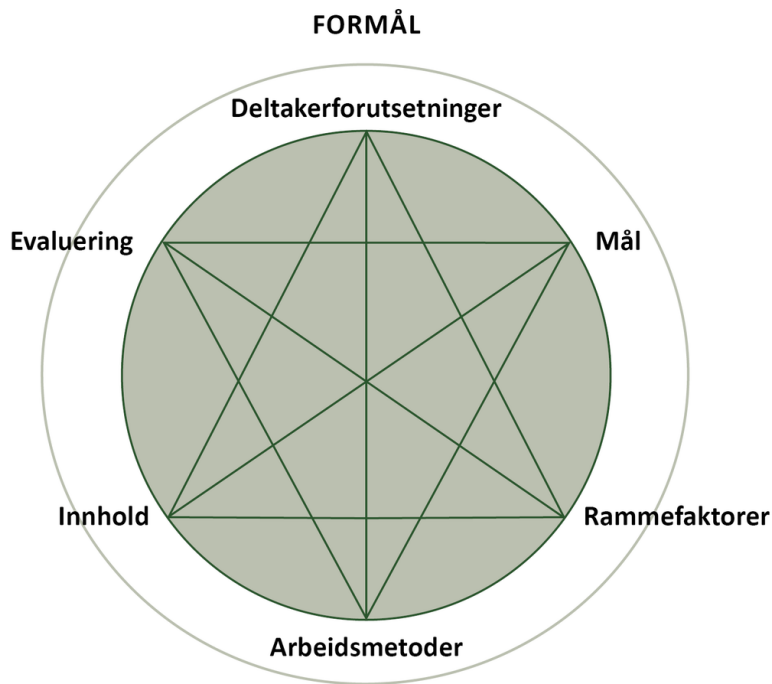 FORMÅL
Deltakerforutsetninger
Evaluering
Mål
Innhold
Rammefaktorer
Arbeidsmetoder